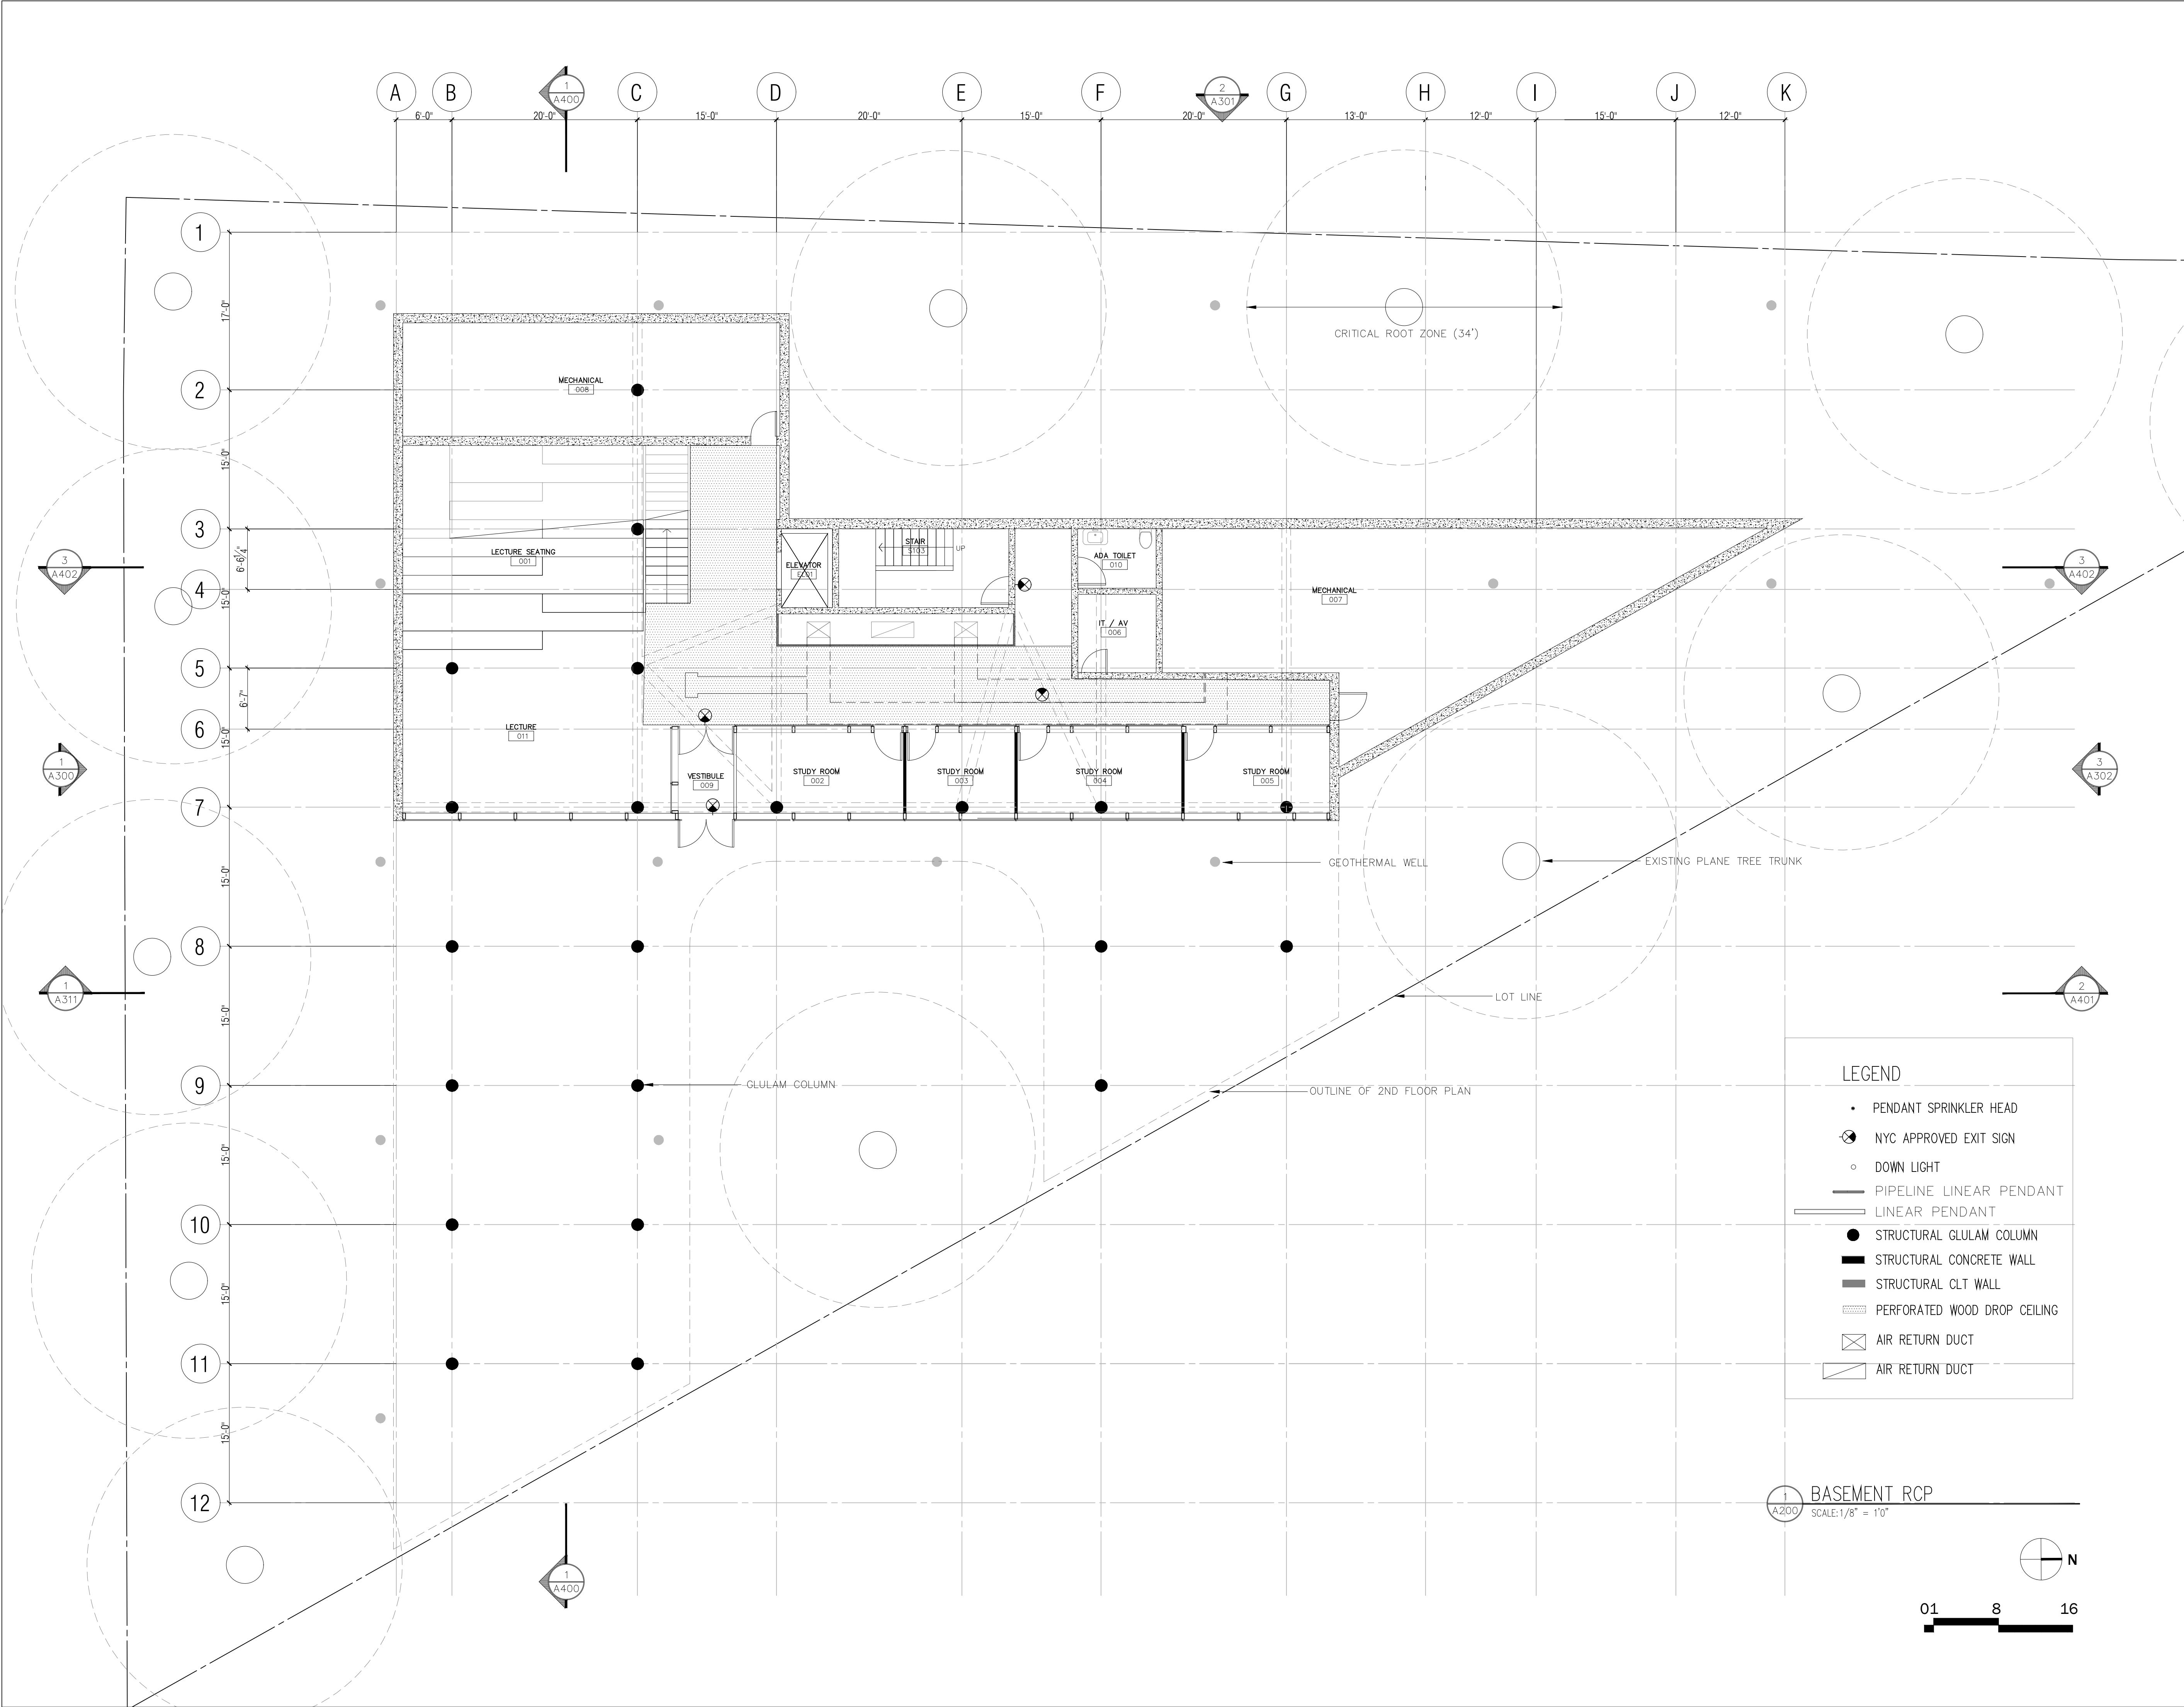 A B C D E F G H I J K
1
A400
2
A301
6'-0" 20'-0" 15'-0" 20'-0" 15'-0" 20'-0" 13'-0" 12'-0" 15'-0" 12'-0"
1
17'-0"
CRITICAL ROOT ZONE (34')
2
MECHANICAL
008
15'-0"
3
6'-6 1/4"
STAIR
S103
UP
LECTURE SEATING
001
ELEVATOR
EL01
ADA TOILET
010
3
A402
3
A402
4
15'-0"
MECHANICAL
007
IT / AV
006
5
6'-7"
6
15'-0"
LECTURE
011
1
A300
VESTIBULE
009
STUDY ROOM
002
STUDY ROOM
003
STUDY ROOM
004
STUDY ROOM
005
3
A302
7
GEOTHERMAL WELL
EXISTING PLANE TREE TRUNK
15'-0"
8
1
A311
LOT LINE
2
A401
15'-0"
9
GLULAM COLUMN
OUTLINE OF 2ND FLOOR PLAN
15'-0"
10
15'-0"
11
15'-0"
12
LEGEND
PENDANT SPRINKLER HEAD
NYC APPROVED EXIT SIGN
DOWN LIGHT
PIPELINE LINEAR PENDANT
LINEAR PENDANT
STRUCTURAL GLULAM COLUMN
STRUCTURAL CONCRETE WALL
STRUCTURAL CLT WALL
PERFORATED WOOD DROP CEILING
AIR RETURN DUCT
AIR RETURN DUCT
1
A200
BASEMENT RCP
SCALE:1/8" = 1'0"
1
A400
N
01 8 16